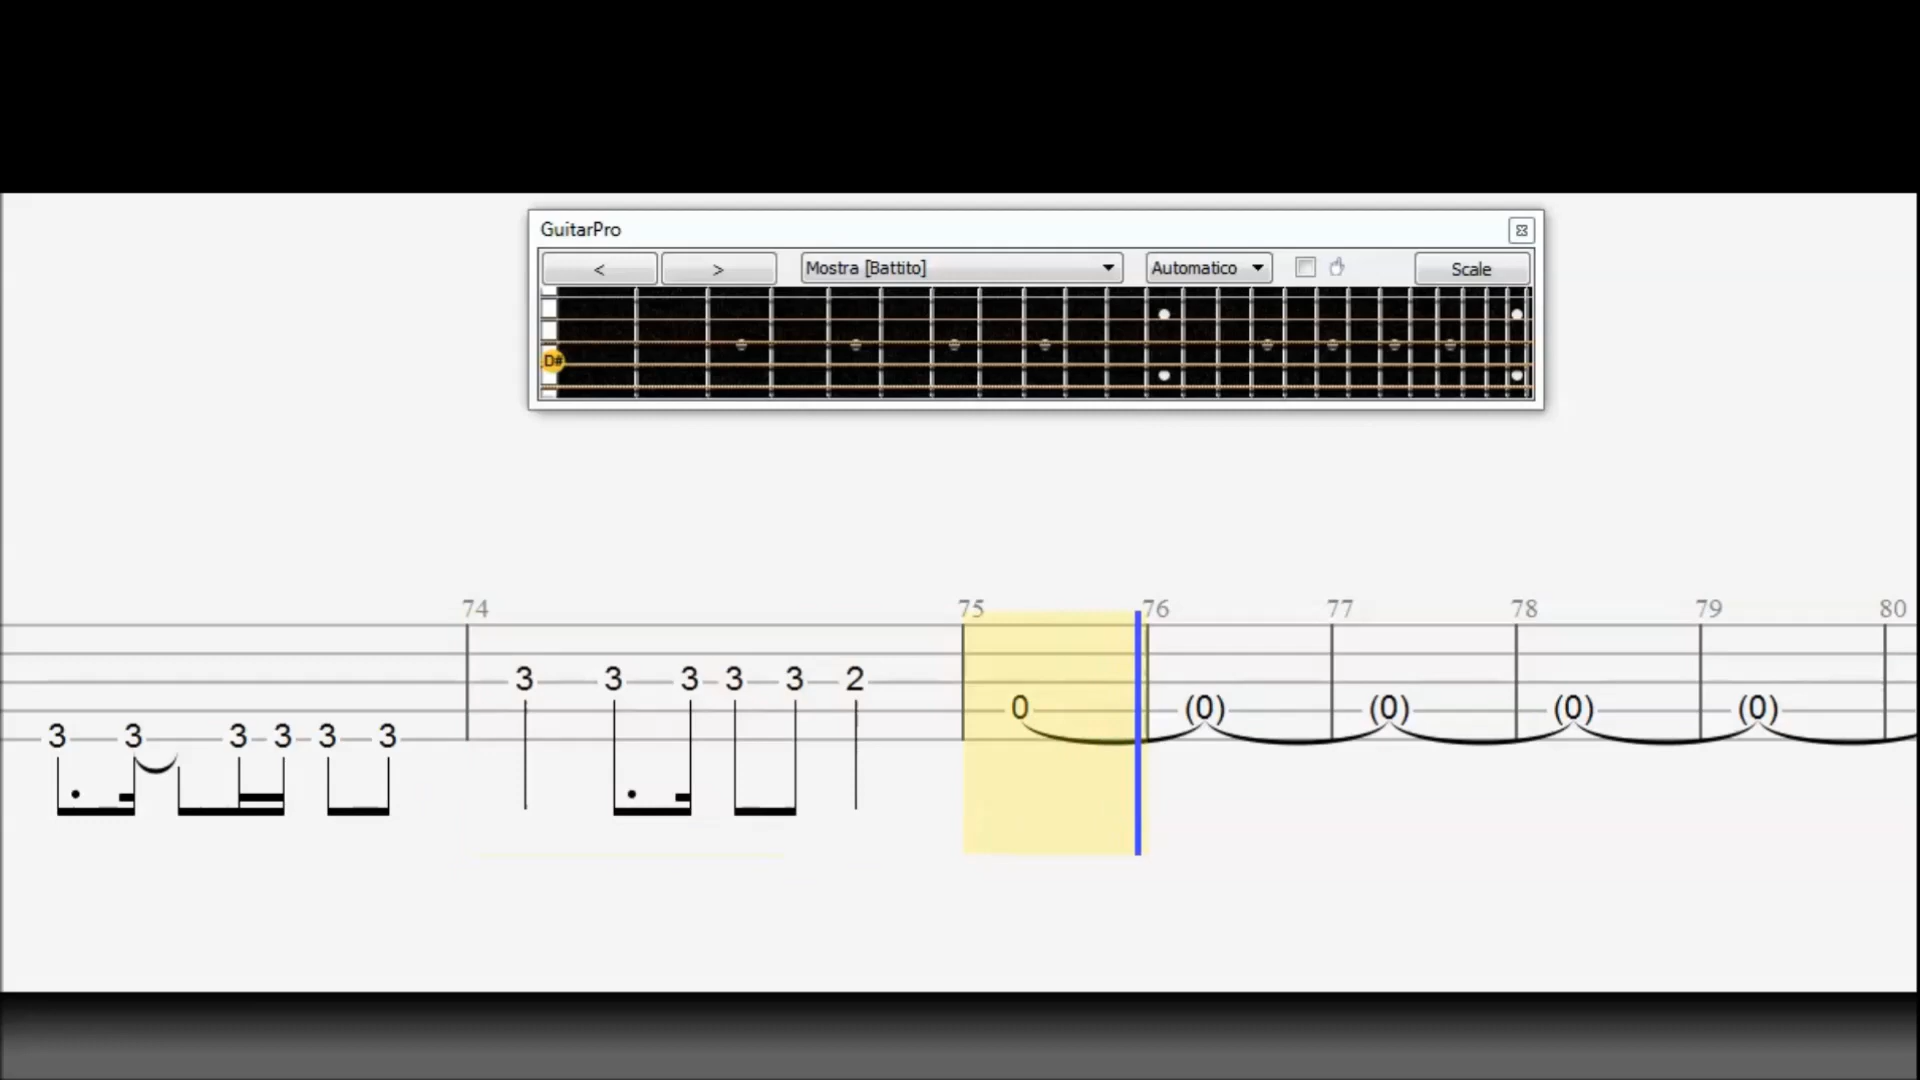 GuitarPro
< > Mostra [Battito] Automatico Scale
D#
74 75 76 77 78 79 80
3 3 3 3 3 2
0 (0) (0) (0) (0)
3 3 3 3 3 3